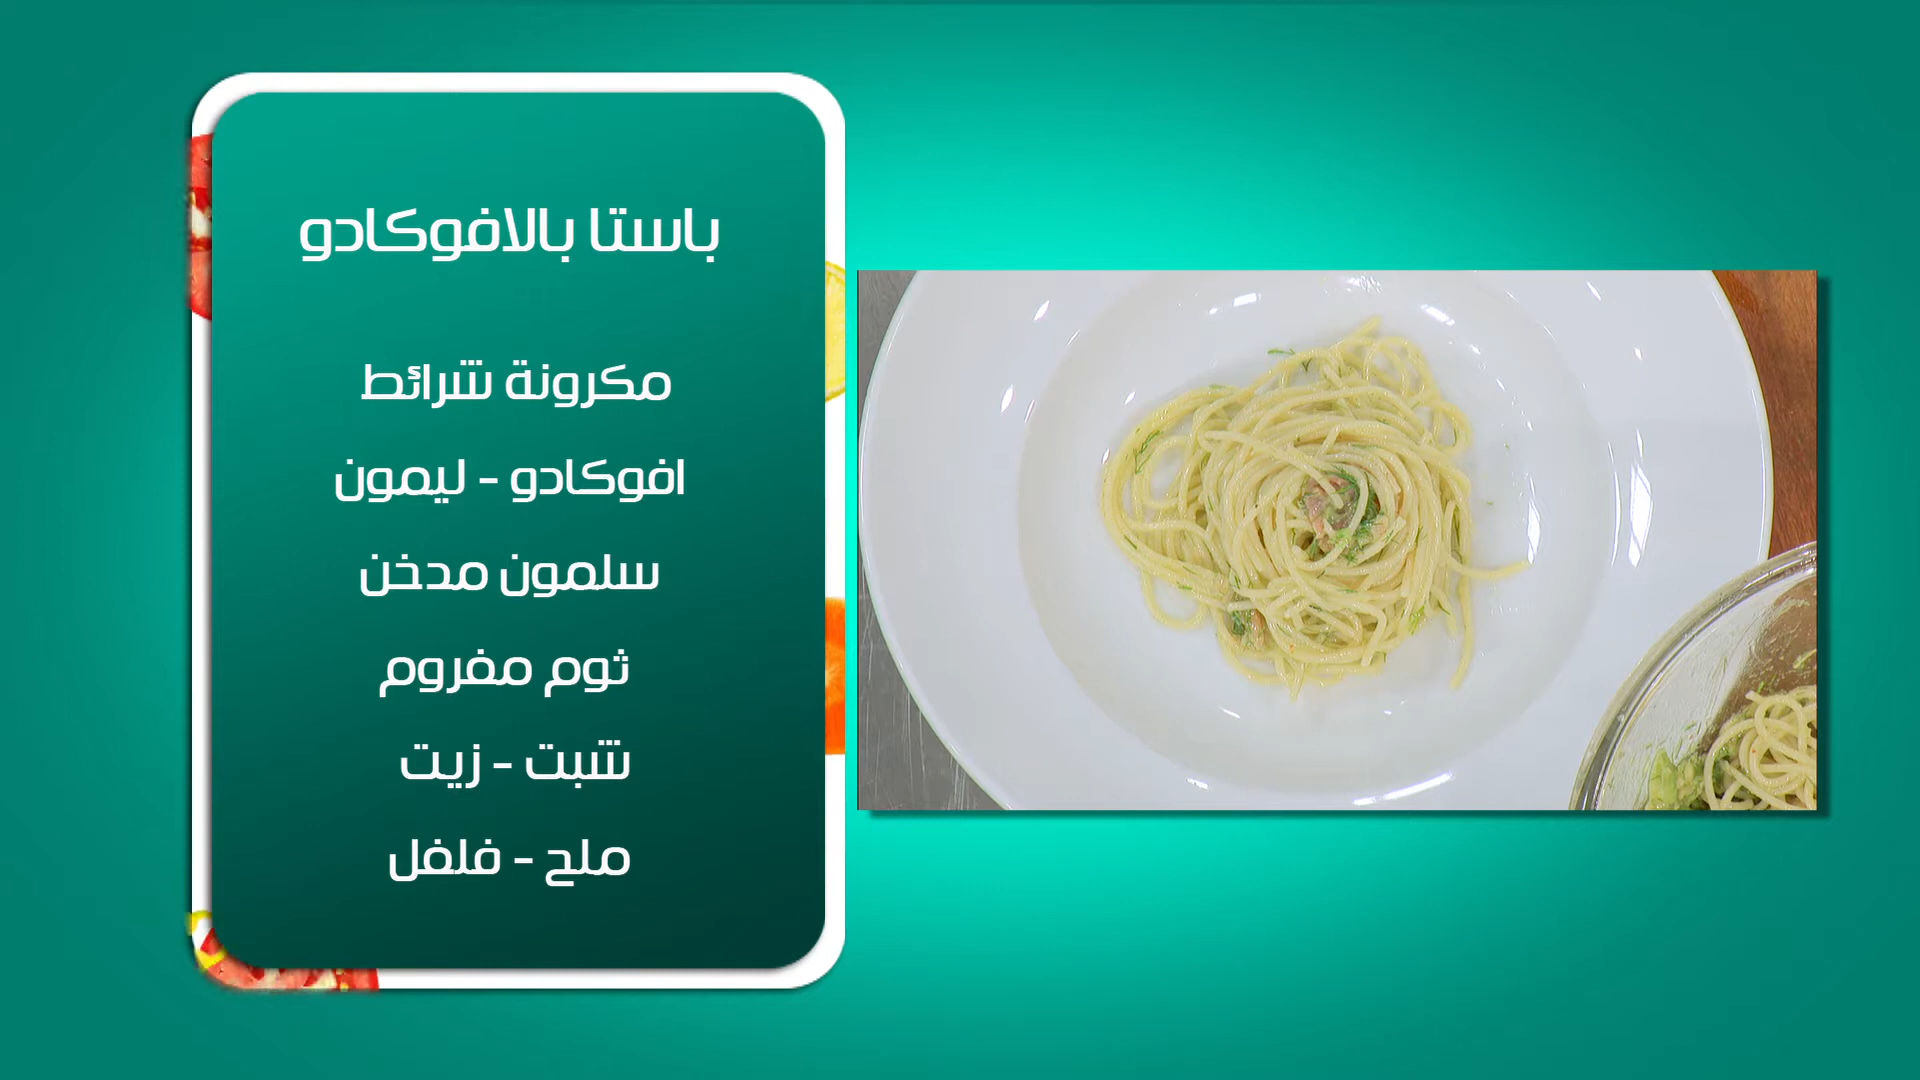 باستا بالافوكادو
مكرونة شرائط
افوكادو - ليمون
سلمون مدخن
ثوم مفروم
شبت - زيت
ملح - فلفل